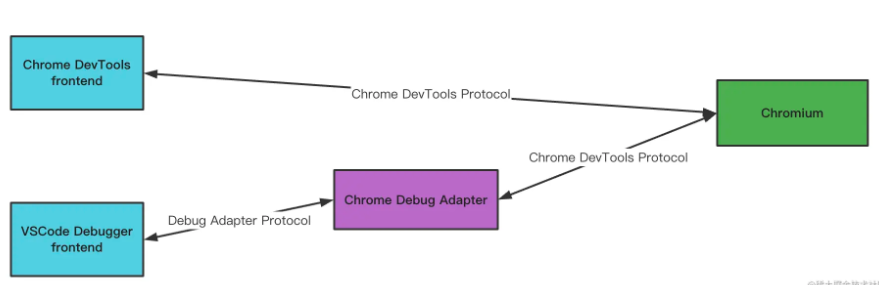 Chrome DevTools
frontend
Chrome DevTools Protocol
Chromium
Chrome DevTools Protocol
Chrome Debug Adapter
Debug Adapter Protocol
VSCode Debugger
frontend